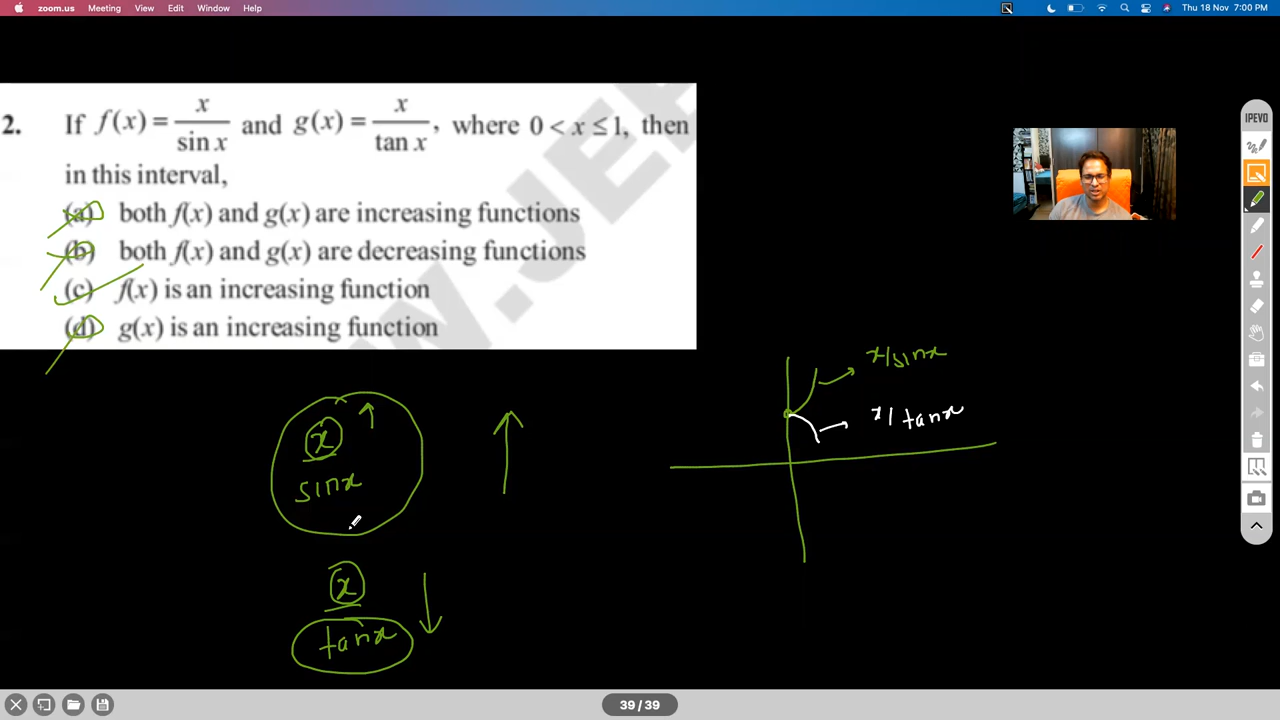 zoom.us Meeting View Edit Window Help Thu 18 Nov 7:00 PM
2. If f(x) = x/sin x and g(x) = x/tan x, where 0 < x ≤ 1, then
in this interval,
(a) both f(x) and g(x) are increasing functions
(b) both f(x) and g(x) are decreasing functions
(c) f(x) is an increasing function
(d) g(x) is an increasing function
WWW.JEE
IPEVO
x/sinx
x/tanx
x
sinx
x
tanx
39 / 39